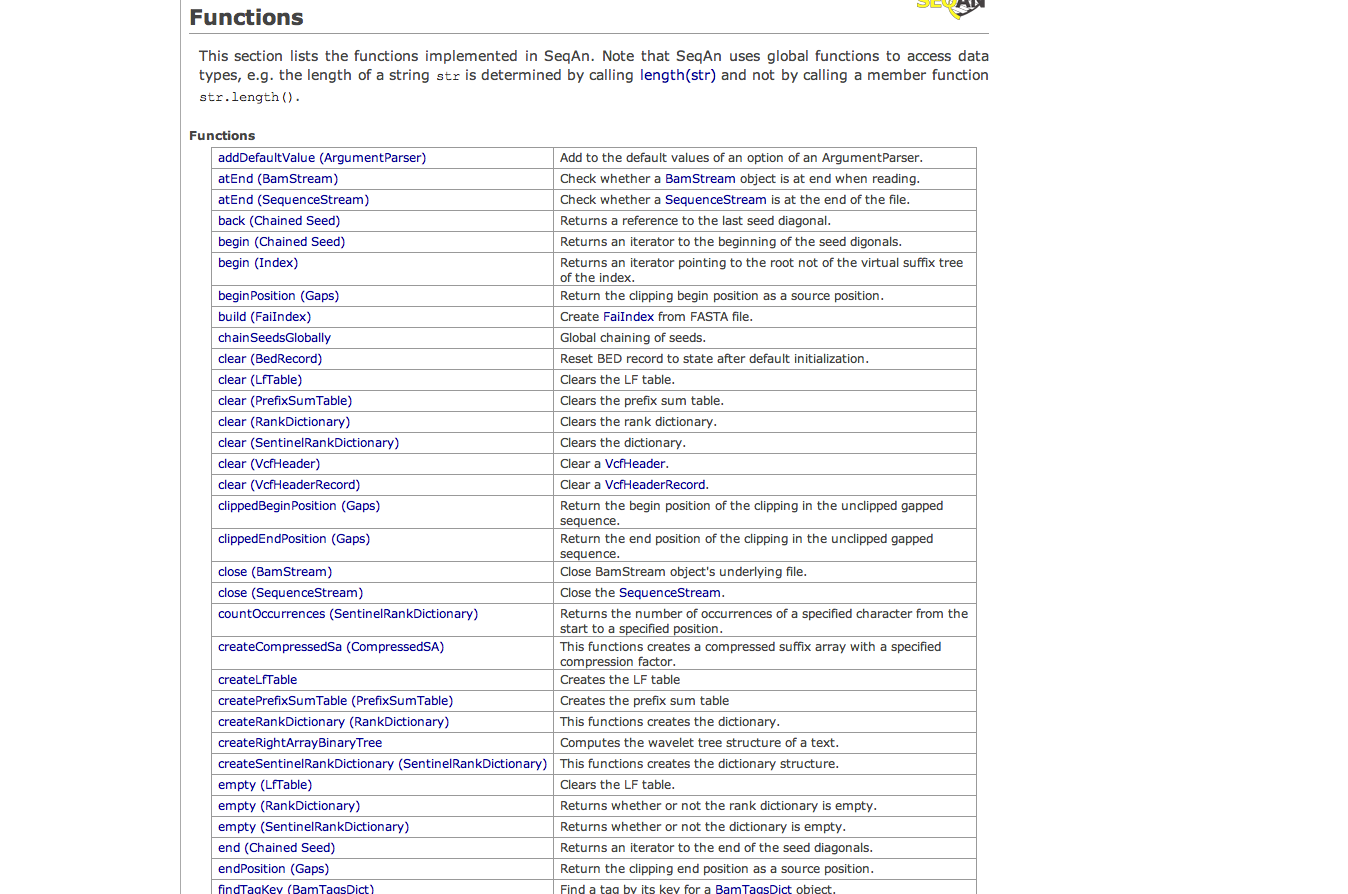 SEQAN
Functions
This section lists the functions implemented in SeqAn. Note that SeqAn uses global functions to access data
types, e.g. the length of a string str is determined by calling length(str) and not by calling a member function
str.length().
Functions
addDefaultValue (ArgumentParser) Add to the default values of an option of an ArgumentParser.
atEnd (BamStream) Check whether a BamStream object is at end when reading.
atEnd (SequenceStream) Check whether a SequenceStream is at the end of the file.
back (Chained Seed) Returns a reference to the last seed diagonal.
begin (Chained Seed) Returns an iterator to the beginning of the seed digonals.
begin (Index) Returns an iterator pointing to the root not of the virtual suffix tree
of the index.
beginPosition (Gaps) Return the clipping begin position as a source position.
build (FaiIndex) Create FaiIndex from FASTA file.
chainSeedsGlobally Global chaining of seeds.
clear (BedRecord) Reset BED record to state after default initialization.
clear (LfTable) Clears the LF table.
clear (PrefixSumTable) Clears the prefix sum table.
clear (RankDictionary) Clears the rank dictionary.
clear (SentinelRankDictionary) Clears the dictionary.
clear (VcfHeader) Clear a VcfHeader.
clear (VcfHeaderRecord) Clear a VcfHeaderRecord.
clippedBeginPosition (Gaps) Return the begin position of the clipping in the unclipped gapped
sequence.
clippedEndPosition (Gaps) Return the end position of the clipping in the unclipped gapped
sequence.
close (BamStream) Close BamStream object's underlying file.
close (SequenceStream) Close the SequenceStream.
countOccurrences (SentinelRankDictionary) Returns the number of occurrences of a specified character from the
start to a specified position.
createCompressedSa (CompressedSA) This functions creates a compressed suffix array with a specified
compression factor.
createLfTable Creates the LF table
createPrefixSumTable (PrefixSumTable) Creates the prefix sum table
createRankDictionary (RankDictionary) This functions creates the dictionary.
createRightArrayBinaryTree Computes the wavelet tree structure of a text.
createSentinelRankDictionary (SentinelRankDictionary) This functions creates the dictionary structure.
empty (LfTable) Clears the LF table.
empty (RankDictionary) Returns whether or not the rank dictionary is empty.
empty (SentinelRankDictionary) Returns whether or not the dictionary is empty.
end (Chained Seed) Returns an iterator to the end of the seed diagonals.
endPosition (Gaps) Return the clipping end position as a source position.
findTagKey (BamTagsDict) Find a tag by its key for a BamTagsDict object.